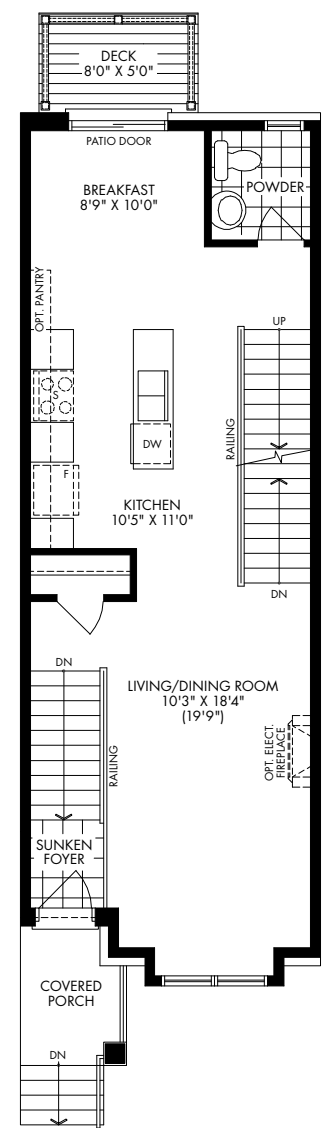 DECK
8'0" X 5'0"
PATIO DOOR
BREAKFAST
8'9" X 10'0"
POWDER
OPT. PANTRY
UP
S
RAILING
DW
F
KITCHEN
10'5" X 11'0"
DN
DN
LIVING/DINING ROOM
10'3" X 18'4"
(19'9")
RAILING
OPT. ELECT.
FIREPLACE
SUNKEN
FOYER
COVERED
PORCH
DN